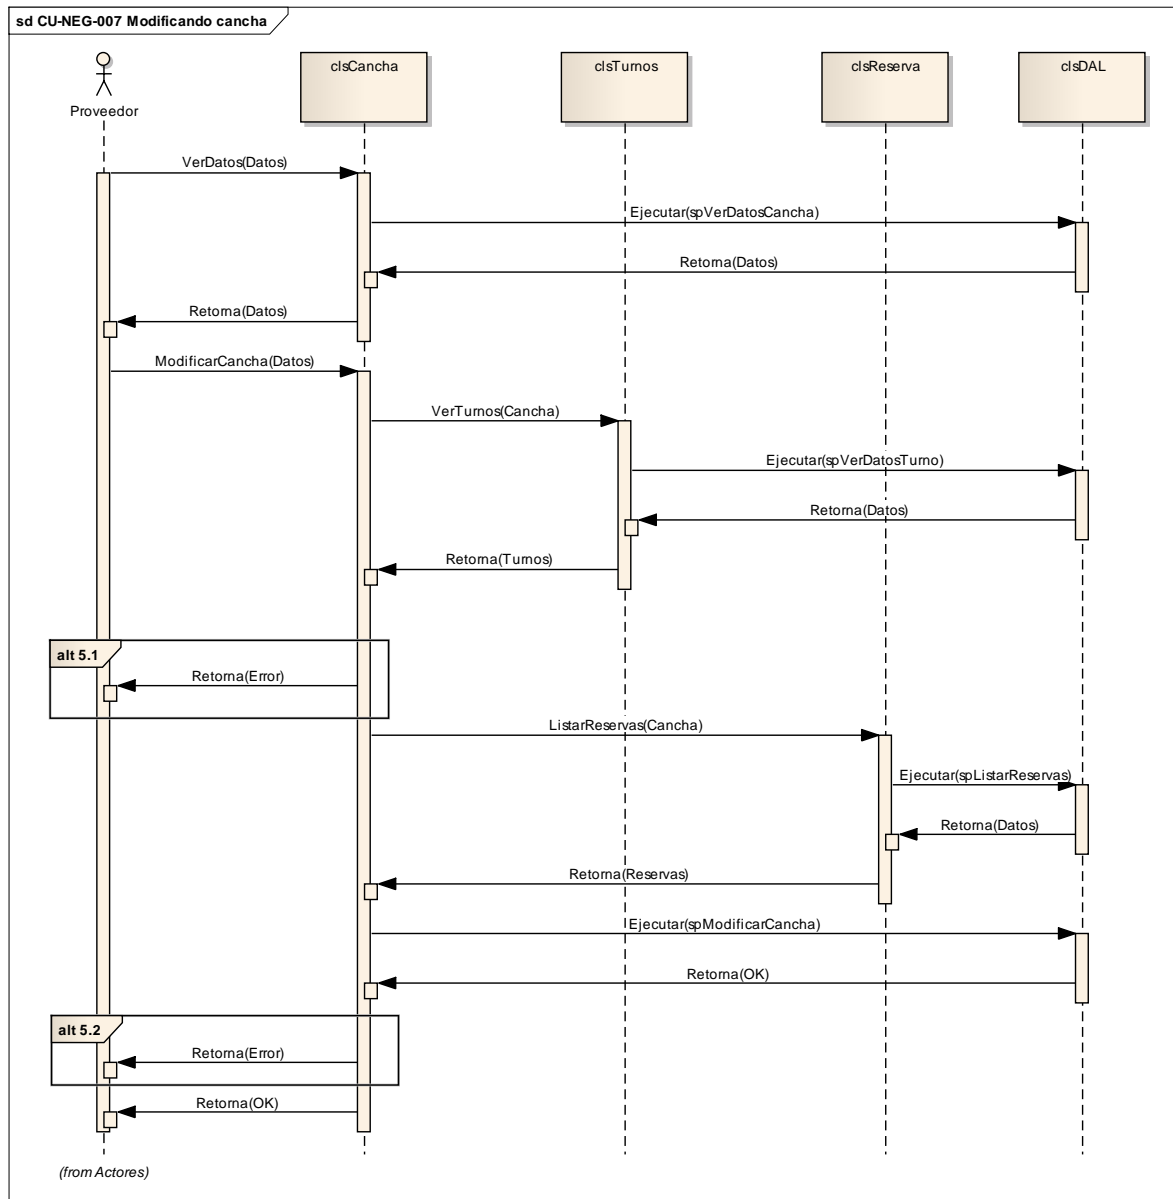 sd CU-NEG-007 Modificando cancha
Proveedor
clsCancha
clsTurnos
clsReserva
clsDAL
VerDatos(Datos)
Ejecutar(spVerDatosCancha)
Retorna(Datos)
Retorna(Datos)
ModificarCancha(Datos)
VerTurnos(Cancha)
Ejecutar(spVerDatosTurno)
Retorna(Datos)
Retorna(Turnos)
alt 5.1
Retorna(Error)
ListarReservas(Cancha)
Ejecutar(spListarReservas)
Retorna(Datos)
Retorna(Reservas)
Ejecutar(spModificarCancha)
Retorna(OK)
alt 5.2
Retorna(Error)
Retorna(OK)
(from Actores)